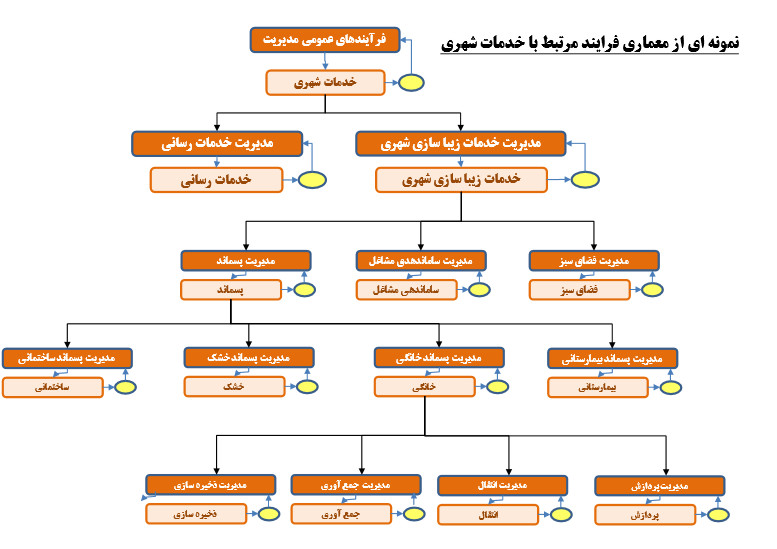 نمونه ای از معماری فرایند مرتبط با خدمات شهری
فرآیندهای عمومی مدیریت
خدمات شهری
مدیریت خدمات زیبا سازی شهری
مدیریت خدمات رسانی
خدمات زیبا سازی شهری
خدمات رسانی
مدیریت فضای سبز
مدیریت ساماندهدی مشاغل
مدیریت پسماند
فضای سبز
ساماندهی مشاغل
پسماند
مدیریت پسماند بیمارستانی
مدیریت پسماند خانگی
مدیریت پسماند خشک
مدیریت پسماند ساختمانی
بیمارستانی
خانگی
خشک
ساختمانی
مدیریت پردازش
مدیریت انتقال
مدیریت جمع آوری
مدیریت ذخیره سازی
پردازش
انتقال
جمع آوری
ذخیره سازی